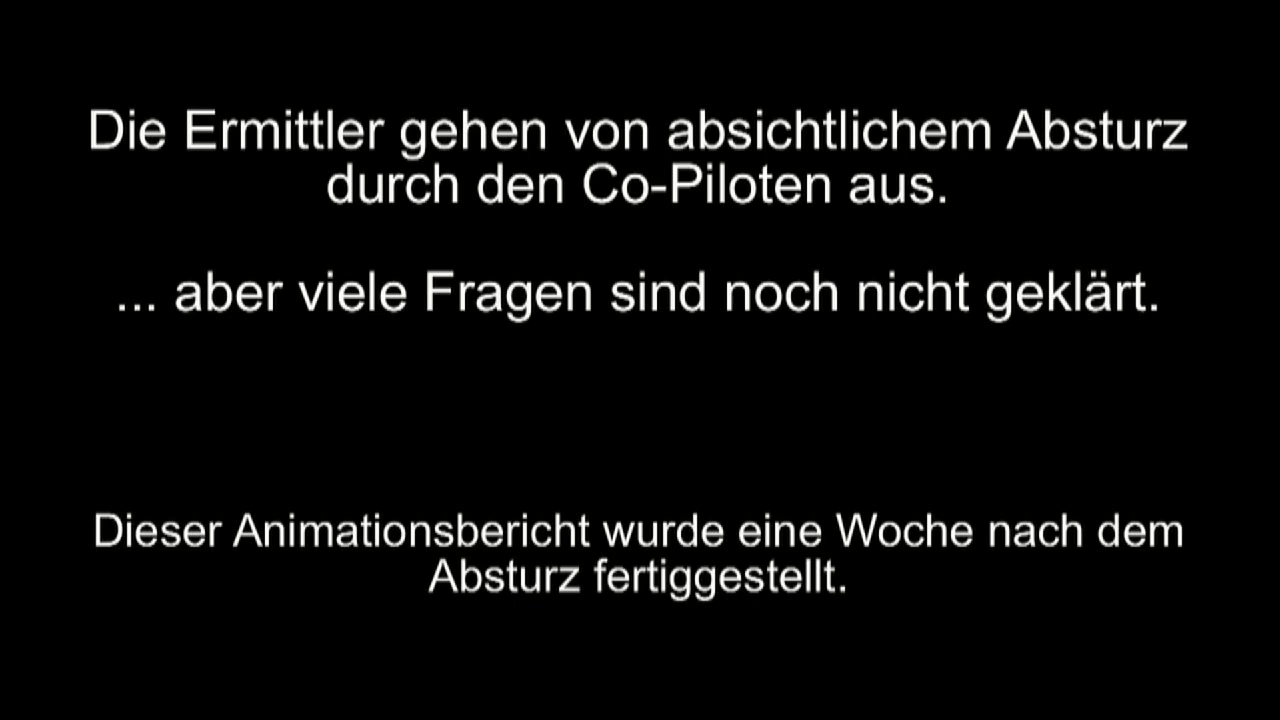 Die Ermittler gehen von absichtlichem Absturz
durch den Co-Piloten aus.
... aber viele Fragen sind noch nicht geklärt.
Dieser Animationsbericht wurde eine Woche nach dem
Absturz fertiggestellt.